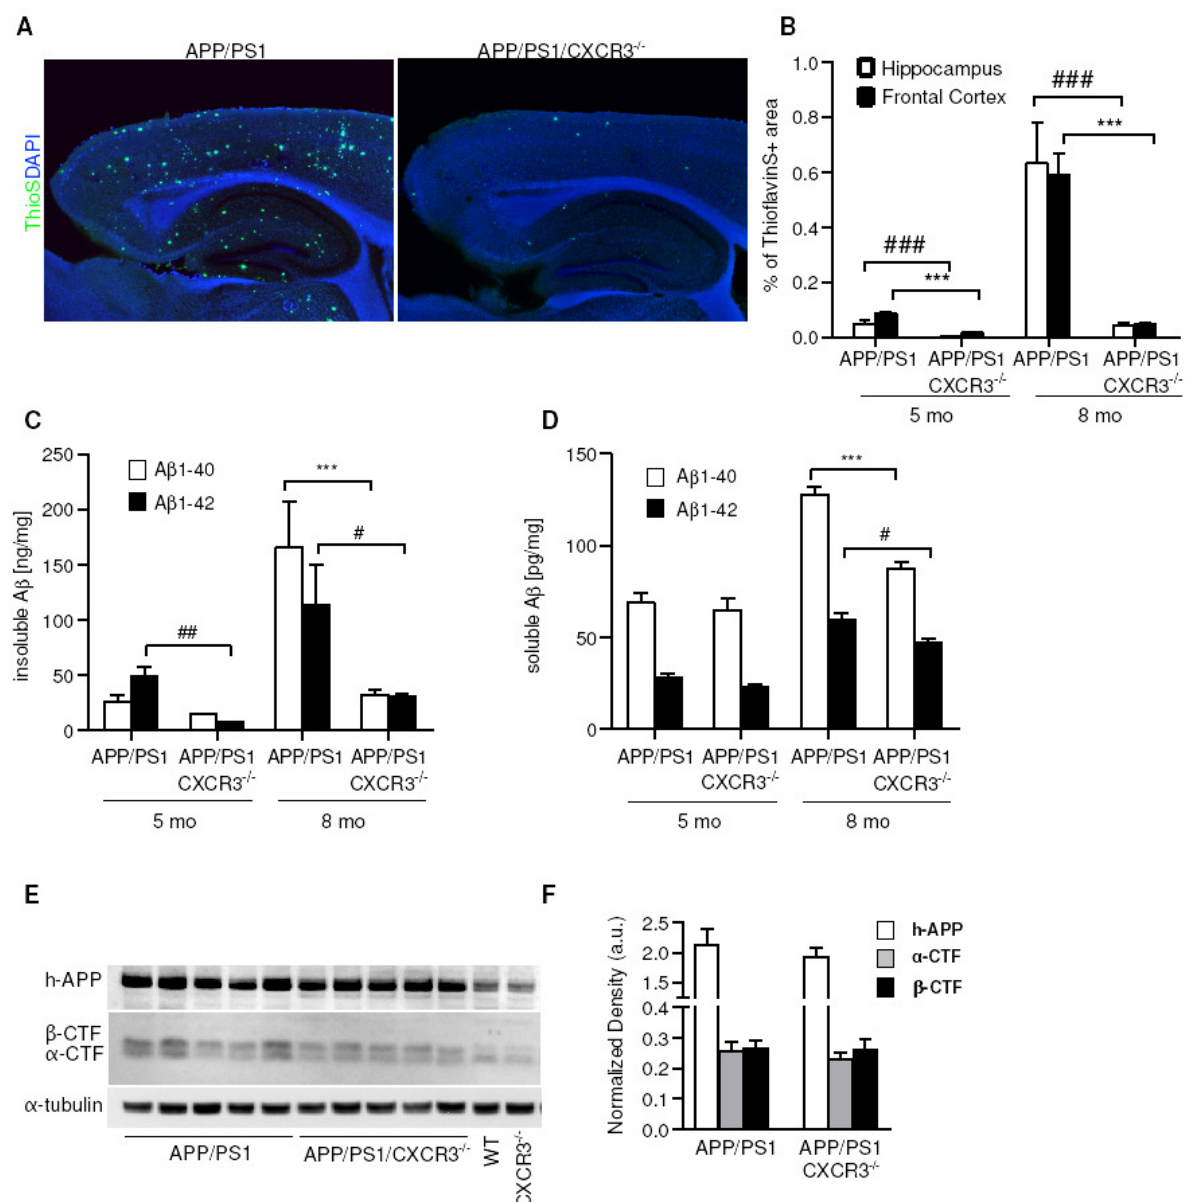 A
APP/PS1
APP/PS1/CXCR3-/-
ThioSDAPI
B
% of ThioflavinS+ area
1.0
0.8
0.6
0.4
0.2
0.0
Hippocampus
Frontal Cortex
###
***
###
***
APP/PS1
APP/PS1
CXCR3-/-
APP/PS1
APP/PS1
CXCR3-/-
5 mo
8 mo
C
insoluble Aβ [ng/mg]
250
200
150
100
50
0
Aβ1-40
Aβ1-42
##
***
#
APP/PS1
APP/PS1
CXCR3-/-
APP/PS1
APP/PS1
CXCR3-/-
5 mo
8 mo
D
soluble Aβ [pg/mg]
150
100
50
0
Aβ1-40
Aβ1-42
***
#
APP/PS1
APP/PS1
CXCR3-/-
APP/PS1
APP/PS1
CXCR3-/-
5 mo
8 mo
E
h-APP
β-CTF
α-CTF
α-tubulin
APP/PS1
APP/PS1/CXCR3-/-
WT
CXCR3-/-
F
Normalized Density (a.u.)
2.5
2.0
1.5
0.4
0.3
0.2
0.1
0.0
h-APP
α-CTF
β-CTF
APP/PS1
APP/PS1
CXCR3-/-